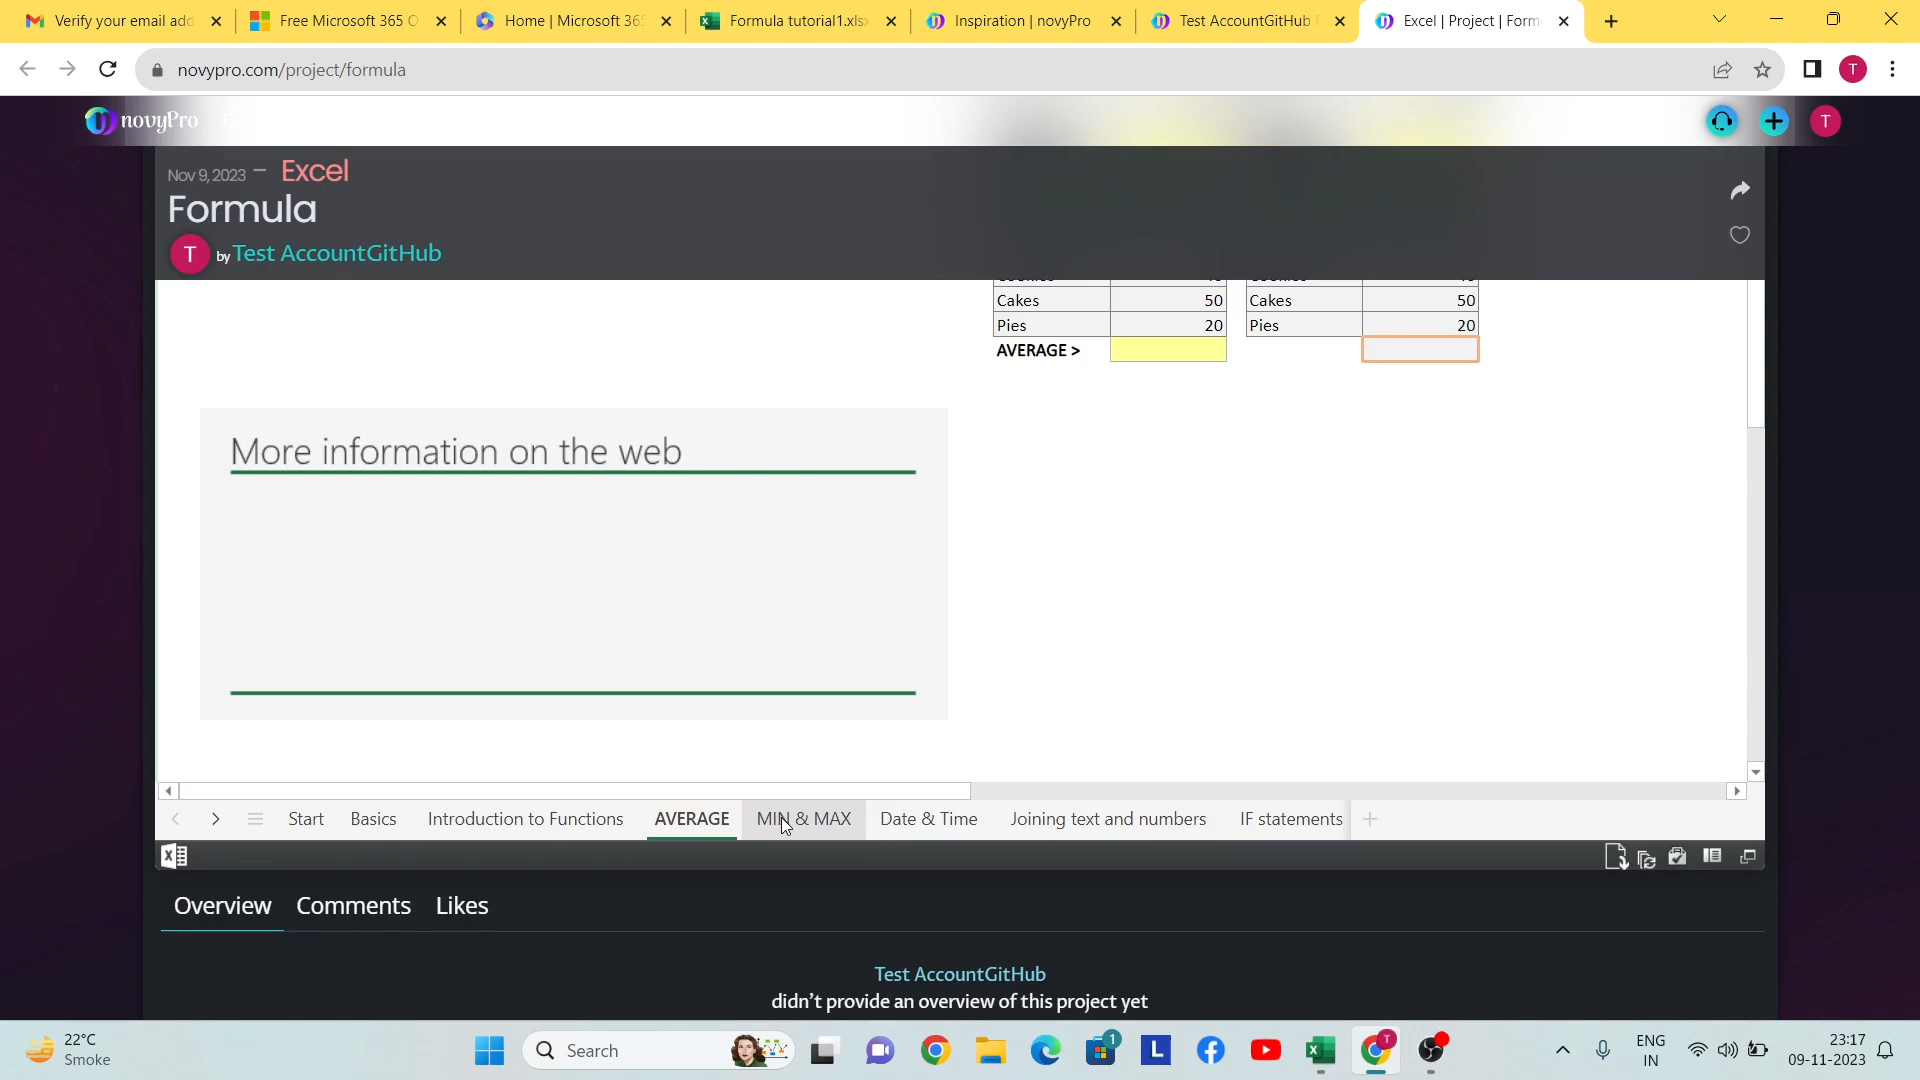 Verify your email add
Free Microsoft 365 O
Home | Microsoft 365
Formula tutorial1.xlsx
Inspiration | novyPro
Test AccountGitHub
Excel | Project | Form
novypro.com/project/formula
T
novyPro
T
Nov 9, 2023 – Excel
Formula
T by Test AccountGitHub
Cakes 50 Cakes 50
Pies 20 Pies 20
AVERAGE >
More information on the web
Start Basics Introduction to Functions AVERAGE MIN & MAX Date & Time Joining text and numbers IF statements
Overview Comments Likes
Test AccountGitHub
didn't provide an overview of this project yet
22°C
Smoke
Search
1
L
T
ENG
IN
23:17
09-11-2023